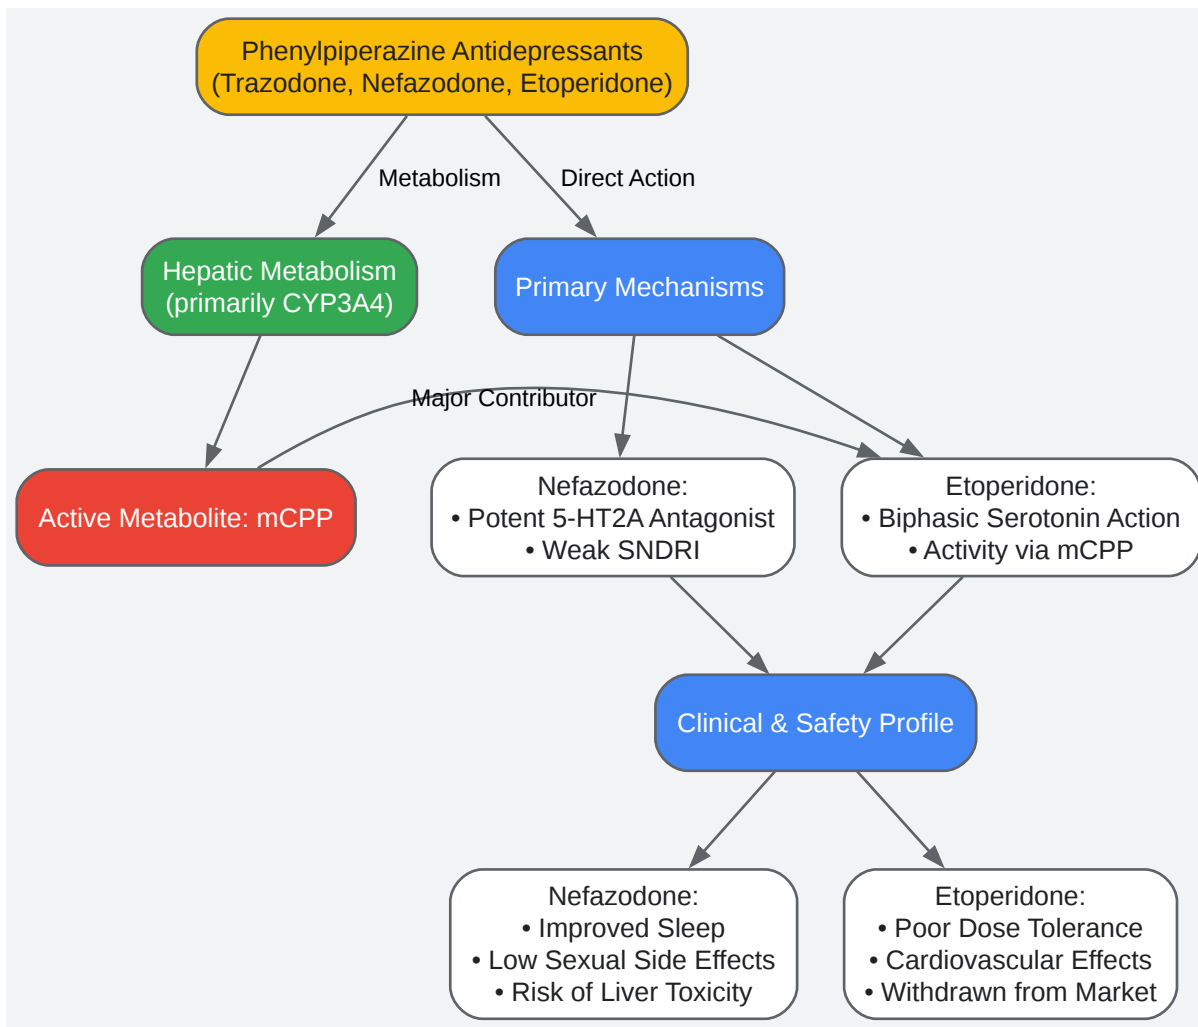 Phenylpiperazine Antidepressants
(Trazodone, Nefazodone, Etoperidone)
Metabolism
Direct Action
Hepatic Metabolism
(primarily CYP3A4)
Primary Mechanisms
Major Contributor
Active Metabolite: mCPP
Nefazodone:
• Potent 5-HT2A Antagonist
• Weak SNDRI
Etoperidone:
• Biphasic Serotonin Action
• Activity via mCPP
Clinical & Safety Profile
Nefazodone:
• Improved Sleep
• Low Sexual Side Effects
• Risk of Liver Toxicity
Etoperidone:
• Poor Dose Tolerance
• Cardiovascular Effects
• Withdrawn from Market